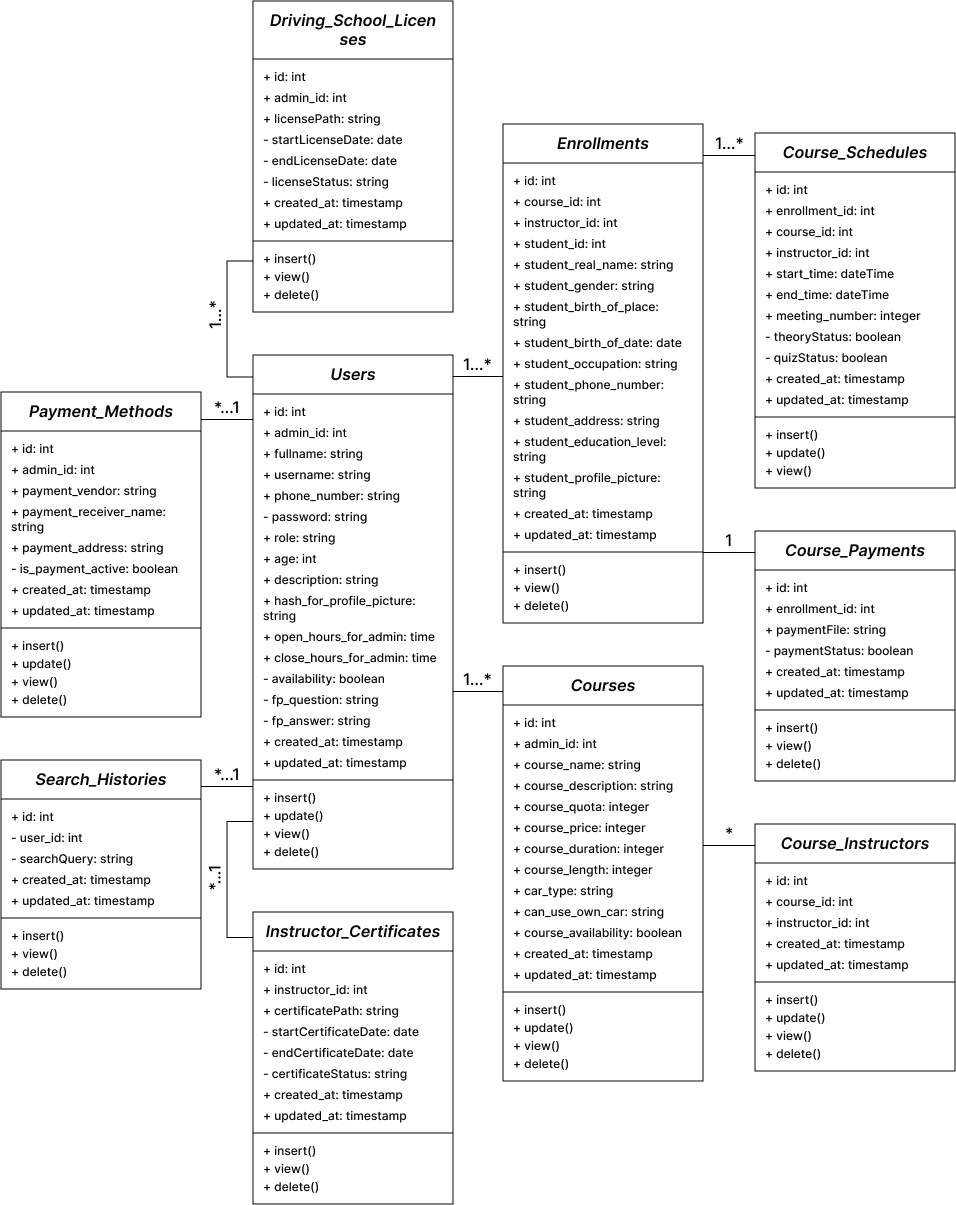 Driving_School_Licen
ses
+ id: int
+ admin_id: int
+ licensePath: string
- startLicenseDate: date
- endLicenseDate: date
- licenseStatus: string
+ created_at: timestamp
+ updated_at: timestamp
+ insert()
+ view()
+ delete()
1...*
Users
+ id: int
+ admin_id: int
+ fullname: string
+ username: string
+ phone_number: string
- password: string
+ role: string
+ age: int
+ description: string
+ hash_for_profile_picture:
string
+ open_hours_for_admin: time
+ close_hours_for_admin: time
- availability: boolean
- fp_question: string
- fp_answer: string
+ created_at: timestamp
+ updated_at: timestamp
+ insert()
+ update()
+ view()
+ delete()
*...1
Payment_Methods
+ id: int
+ admin_id: int
+ payment_vendor: string
+ payment_receiver_name:
string
+ payment_address: string
- is_payment_active: boolean
+ created_at: timestamp
+ updated_at: timestamp
+ insert()
+ update()
+ view()
+ delete()
*...1
Search_Histories
+ id: int
- user_id: int
- searchQuery: string
+ created_at: timestamp
+ updated_at: timestamp
+ insert()
+ view()
+ delete()
*...1
Instructor_Certificates
+ id: int
+ instructor_id: int
+ certificatePath: string
- startCertificateDate: date
- endCertificateDate: date
- certificateStatus: string
+ created_at: timestamp
+ updated_at: timestamp
+ insert()
+ view()
+ delete()
1...*
Enrollments
+ id: int
+ course_id: int
+ instructor_id: int
+ student_id: int
+ student_real_name: string
+ student_gender: string
+ student_birth_of_place:
string
+ student_birth_of_date: date
+ student_occupation: string
+ student_phone_number:
string
+ student_address: string
+ student_education_level:
string
+ student_profile_picture:
string
+ created_at: timestamp
+ updated_at: timestamp
+ insert()
+ view()
+ delete()
1...*
Courses
+ id: int
+ admin_id: int
+ course_name: string
+ course_description: string
+ course_quota: integer
+ course_price: integer
+ course_duration: integer
+ course_length: integer
+ car_type: string
+ can_use_own_car: string
+ course_availability: boolean
+ created_at: timestamp
+ updated_at: timestamp
+ insert()
+ update()
+ view()
+ delete()
1...*
Course_Schedules
+ id: int
+ enrollment_id: int
+ course_id: int
+ instructor_id: int
+ start_time: dateTime
+ end_time: dateTime
+ meeting_number: integer
- theoryStatus: boolean
- quizStatus: boolean
+ created_at: timestamp
+ updated_at: timestamp
+ insert()
+ update()
+ view()
1
Course_Payments
+ id: int
+ enrollment_id: int
+ paymentFile: string
- paymentStatus: boolean
+ created_at: timestamp
+ updated_at: timestamp
+ insert()
+ view()
+ delete()
*
Course_Instructors
+ id: int
+ course_id: int
+ instructor_id: int
+ created_at: timestamp
+ updated_at: timestamp
+ insert()
+ update()
+ view()
+ delete()